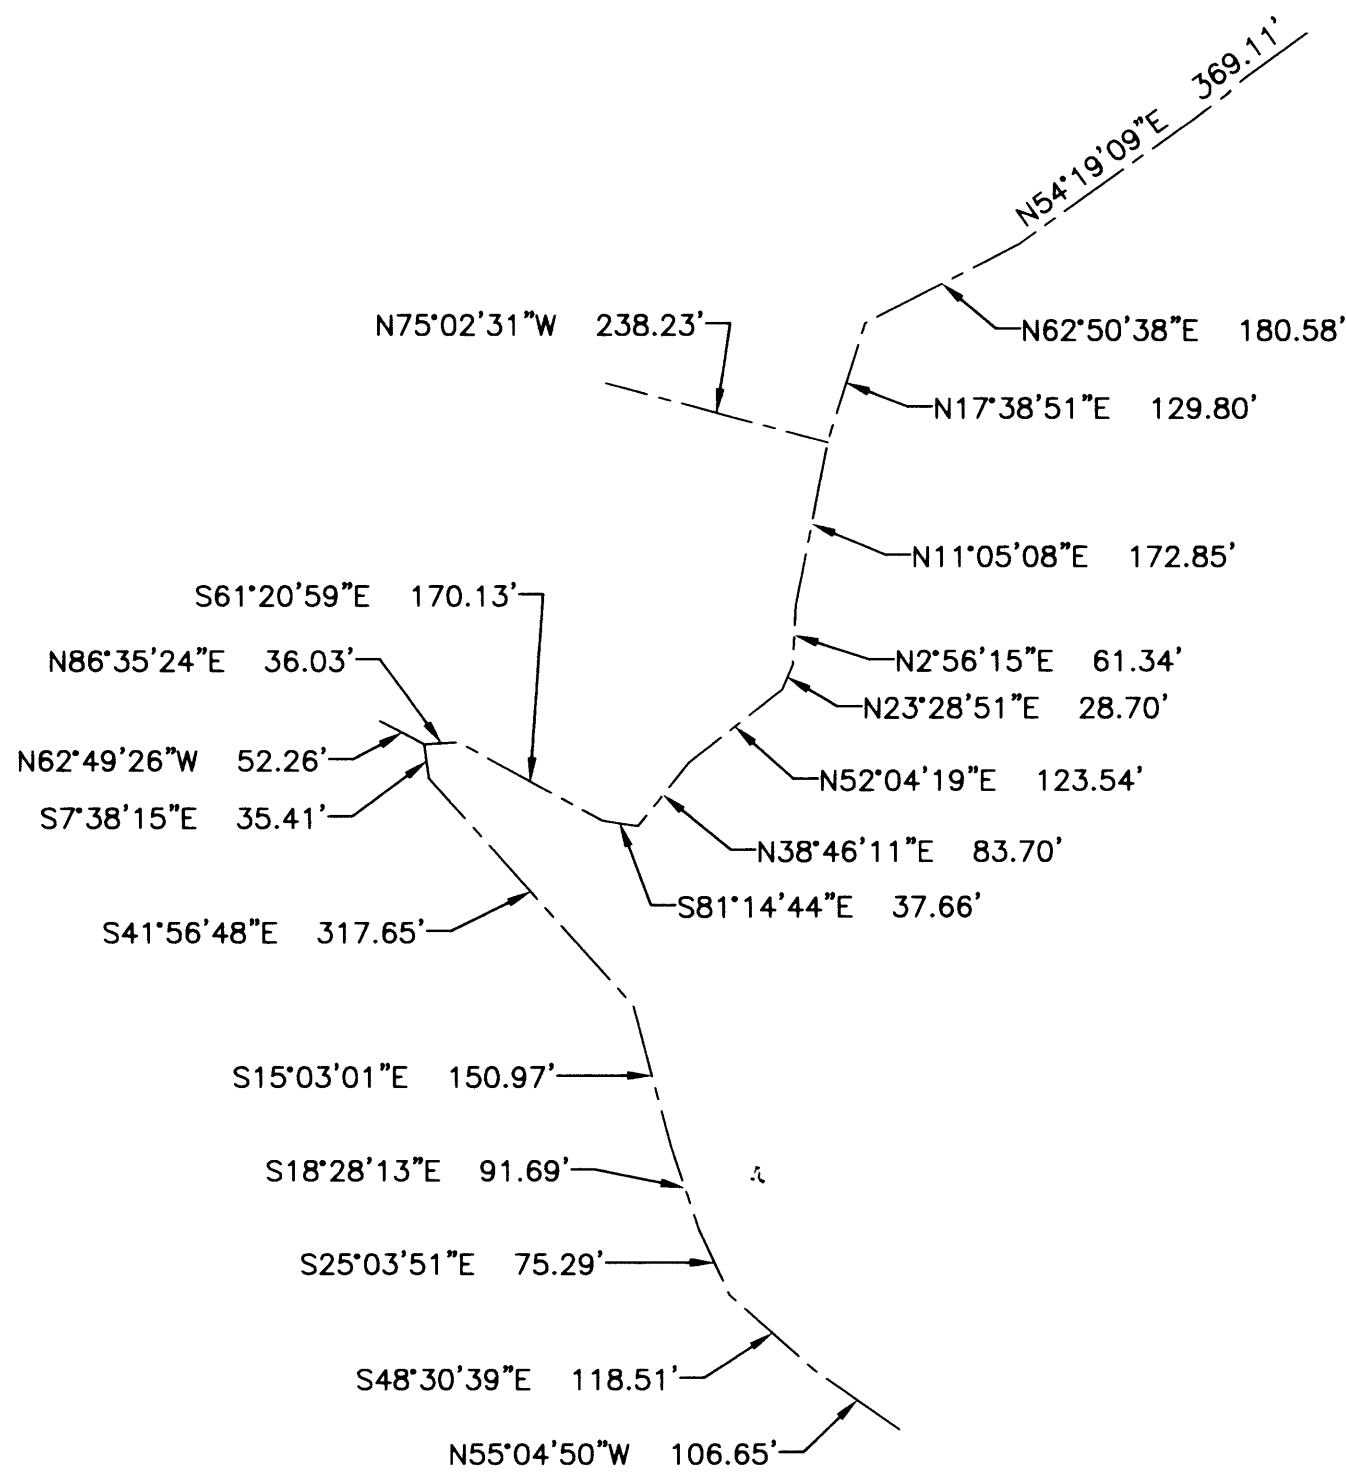 N54°19'09"E 369.11'
N75°02'31"W 238.23'
N62°50'38"E 180.58'
N17°38'51"E 129.80'
N11°05'08"E 172.85'
S61°20'59"E 170.13'
N86°35'24"E 36.03'
N2°56'15"E 61.34'
N23°28'51"E 28.70'
N62°49'26"W 52.26'
N52°04'19"E 123.54'
S7°38'15"E 35.41'
N38°46'11"E 83.70'
S81°14'44"E 37.66'
S41°56'48"E 317.65'
S15°03'01"E 150.97'
S18°28'13"E 91.69'
S25°03'51"E 75.29'
S48°30'39"E 118.51'
N55°04'50"W 106.65'